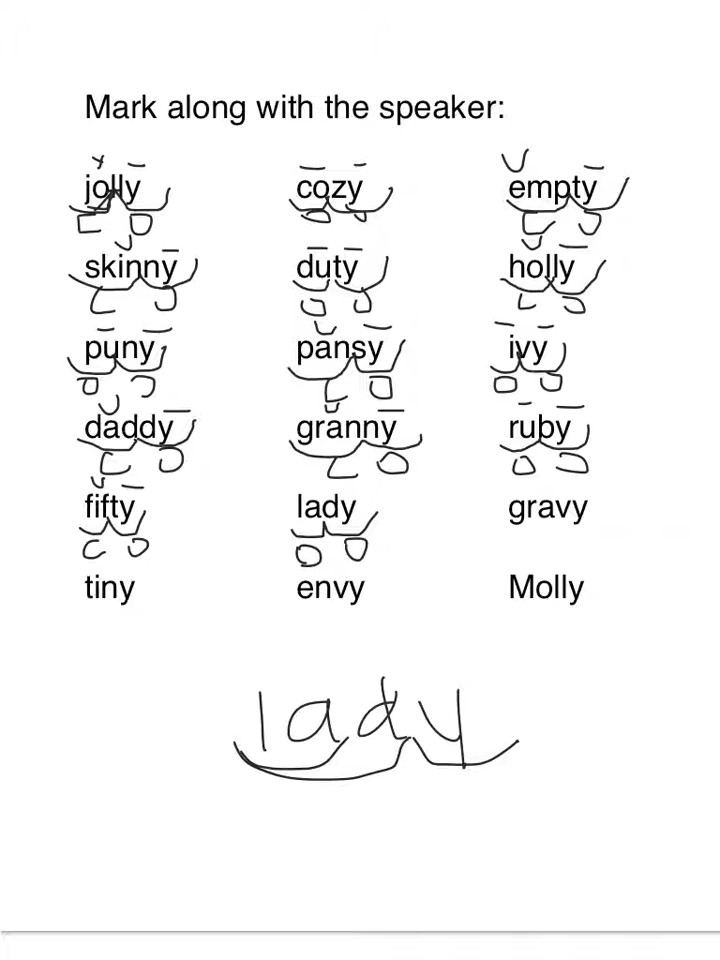 Mark along with the speaker:
jolly cozy empty
skinny duty holly
puny pansy ivy
daddy granny ruby
fifty lady gravy
tiny envy Molly
lady